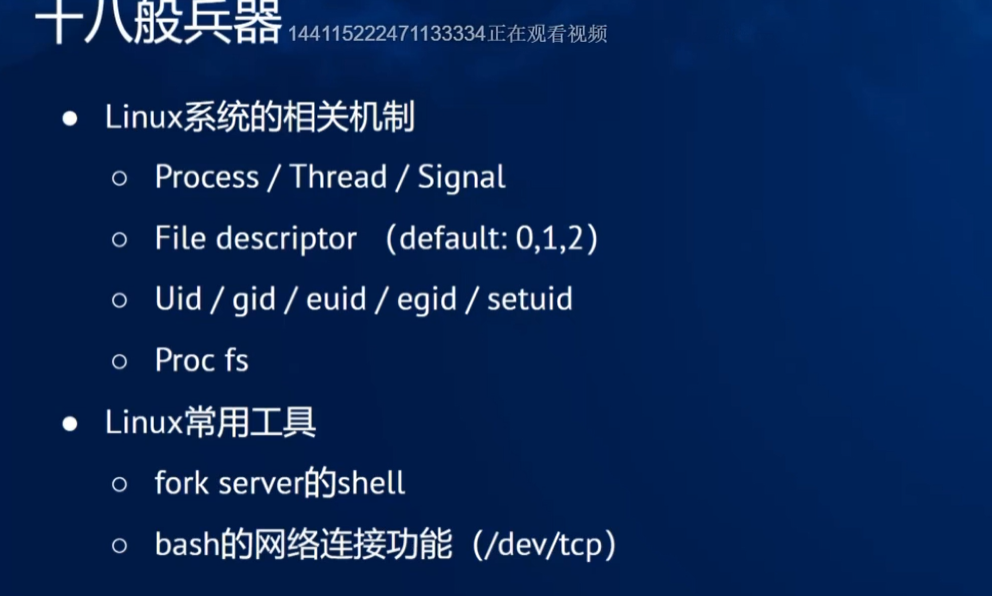 十八般兵器 144115222471133334正在观看视频
● Linux系统的相关机制
○ Process / Thread / Signal
○ File descriptor （default: 0,1,2）
○ Uid / gid / euid / egid / setuid
○ Proc fs
● Linux常用工具
○ fork server的shell
○ bash的网络连接功能（/dev/tcp）